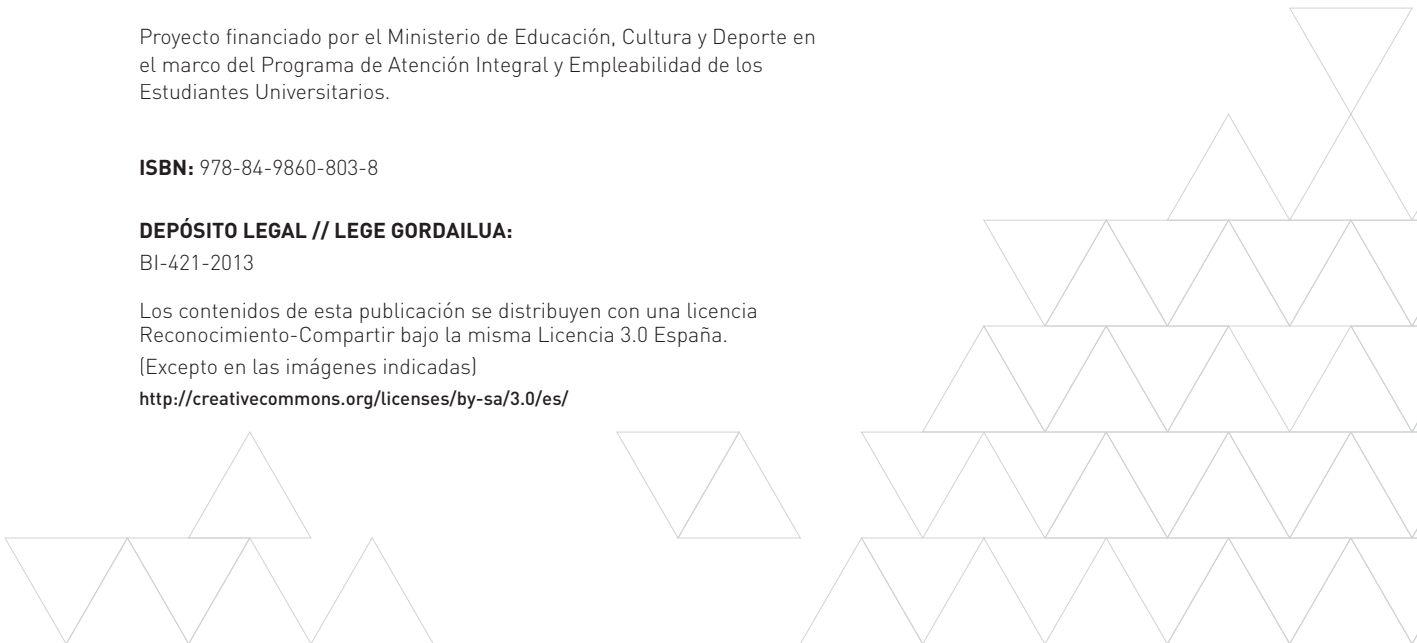 Proyecto financiado por el Ministerio de Educación, Cultura y Deporte en
el marco del Programa de Atención Integral y Empleabilidad de los
Estudiantes Universitarios.
ISBN: 978-84-9860-803-8
DEPÓSITO LEGAL // LEGE GORDAILUA:
BI-421-2013
Los contenidos de esta publicación se distribuyen con una licencia
Reconocimiento-Compartir bajo la misma Licencia 3.0 España.
(Excepto en las imágenes indicadas)
http://creativecommons.org/licenses/by-sa/3.0/es/